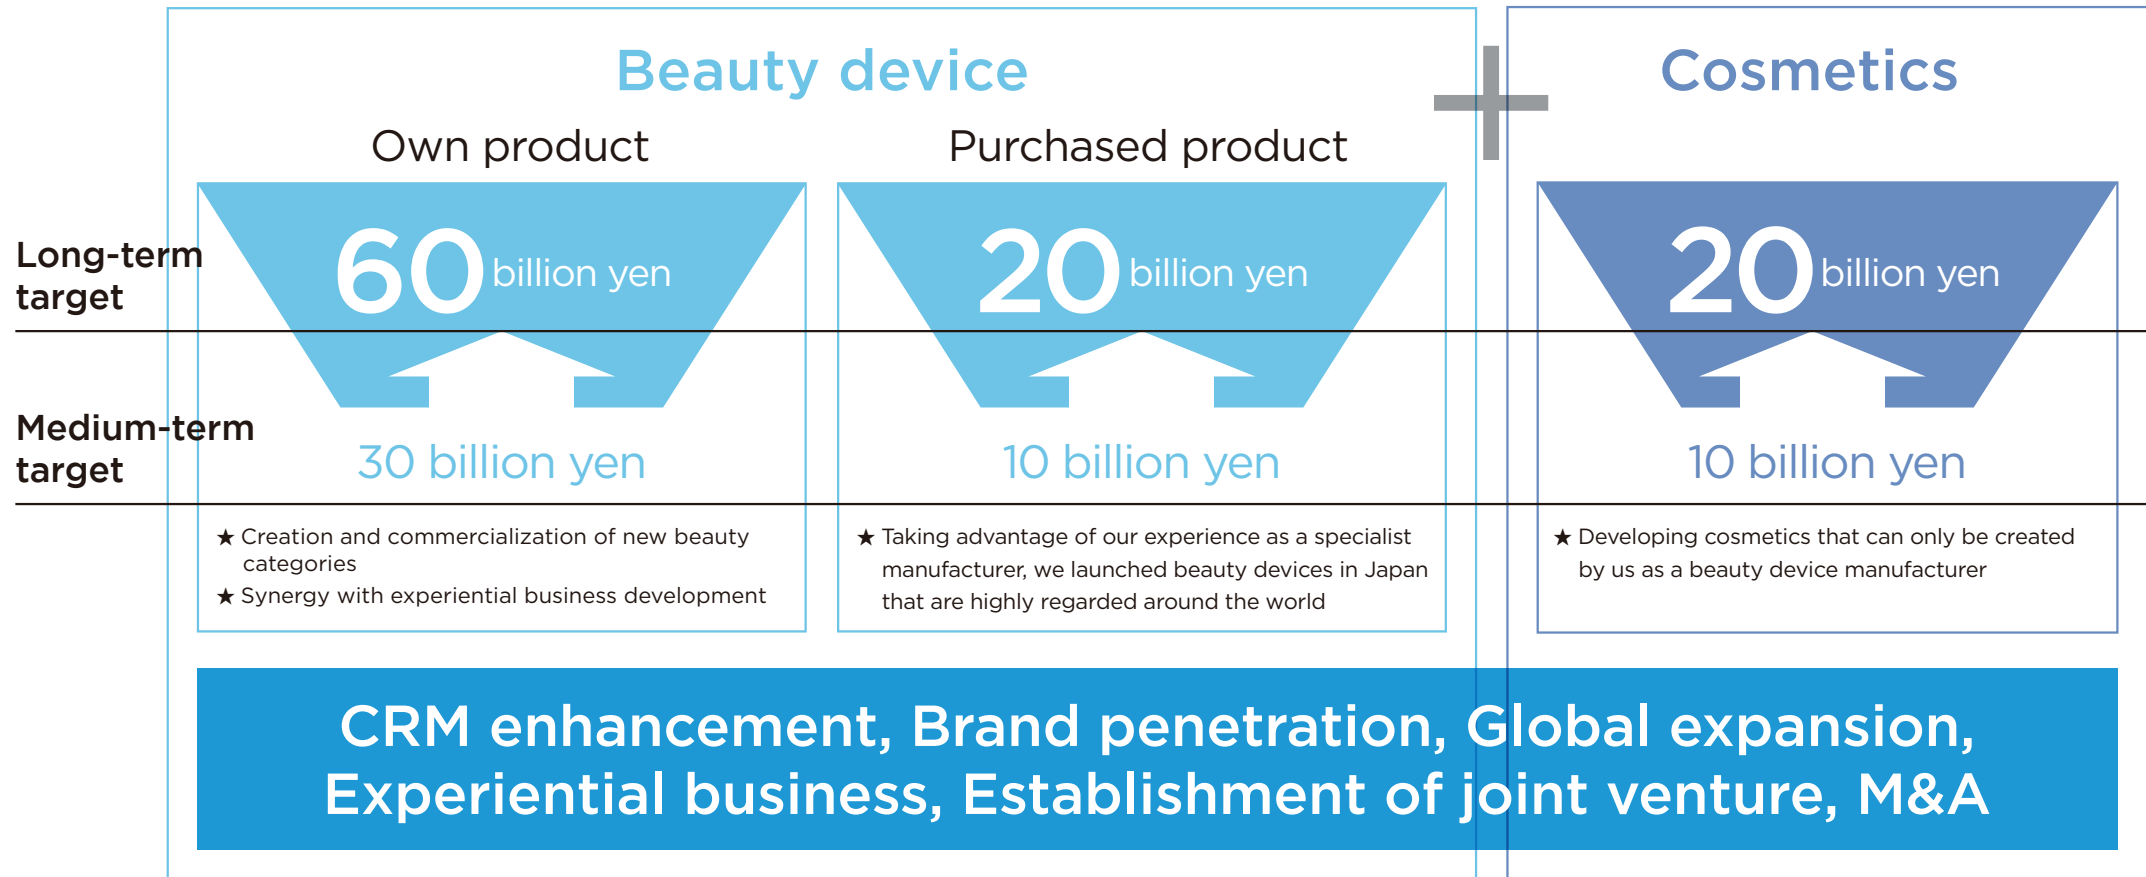 Beauty device
Cosmetics
Own product
Purchased product
Long-term
target
60 billion yen
20 billion yen
20 billion yen
Medium-term
target
30 billion yen
10 billion yen
10 billion yen
★ Creation and commercialization of new beauty
categories
★ Synergy with experiential business development
★ Taking advantage of our experience as a specialist
manufacturer, we launched beauty devices in Japan
that are highly regarded around the world
★ Developing cosmetics that can only be created
by us as a beauty device manufacturer
CRM enhancement, Brand penetration, Global expansion,
Experiential business, Establishment of joint venture, M&A